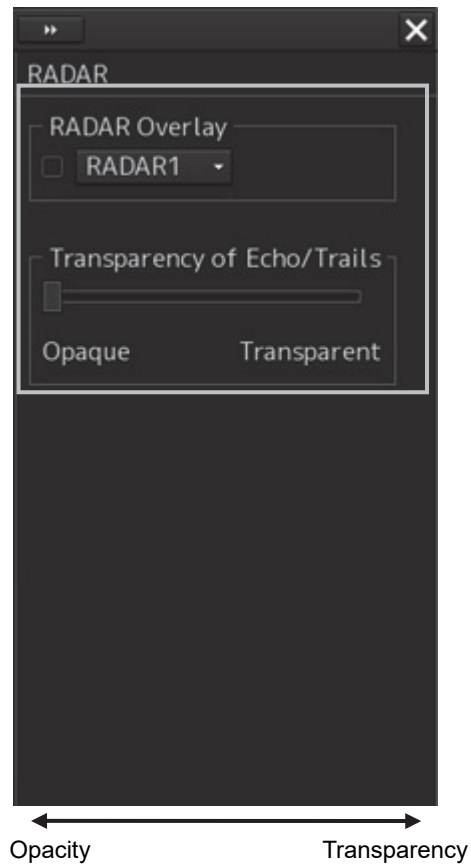 RADAR
RADAR Overlay
RADAR1
Transparency of Echo/Trails
Opaque Transparent
Opacity Transparency